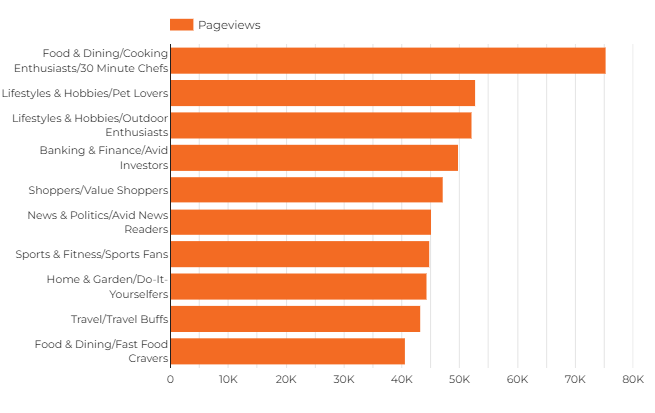 Pageviews
Food & Dining/Cooking
Enthusiasts/30 Minute Chefs
Lifestyles & Hobbies/Pet Lovers
Lifestyles & Hobbies/Outdoor
Enthusiasts
Banking & Finance/Avid
Investors
Shoppers/Value Shoppers
News & Politics/Avid News
Readers
Sports & Fitness/Sports Fans
Home & Garden/Do-It-
Yourselfers
Travel/Travel Buffs
Food & Dining/Fast Food
Cravers
0 10K 20K 30K 40K 50K 60K 70K 80K